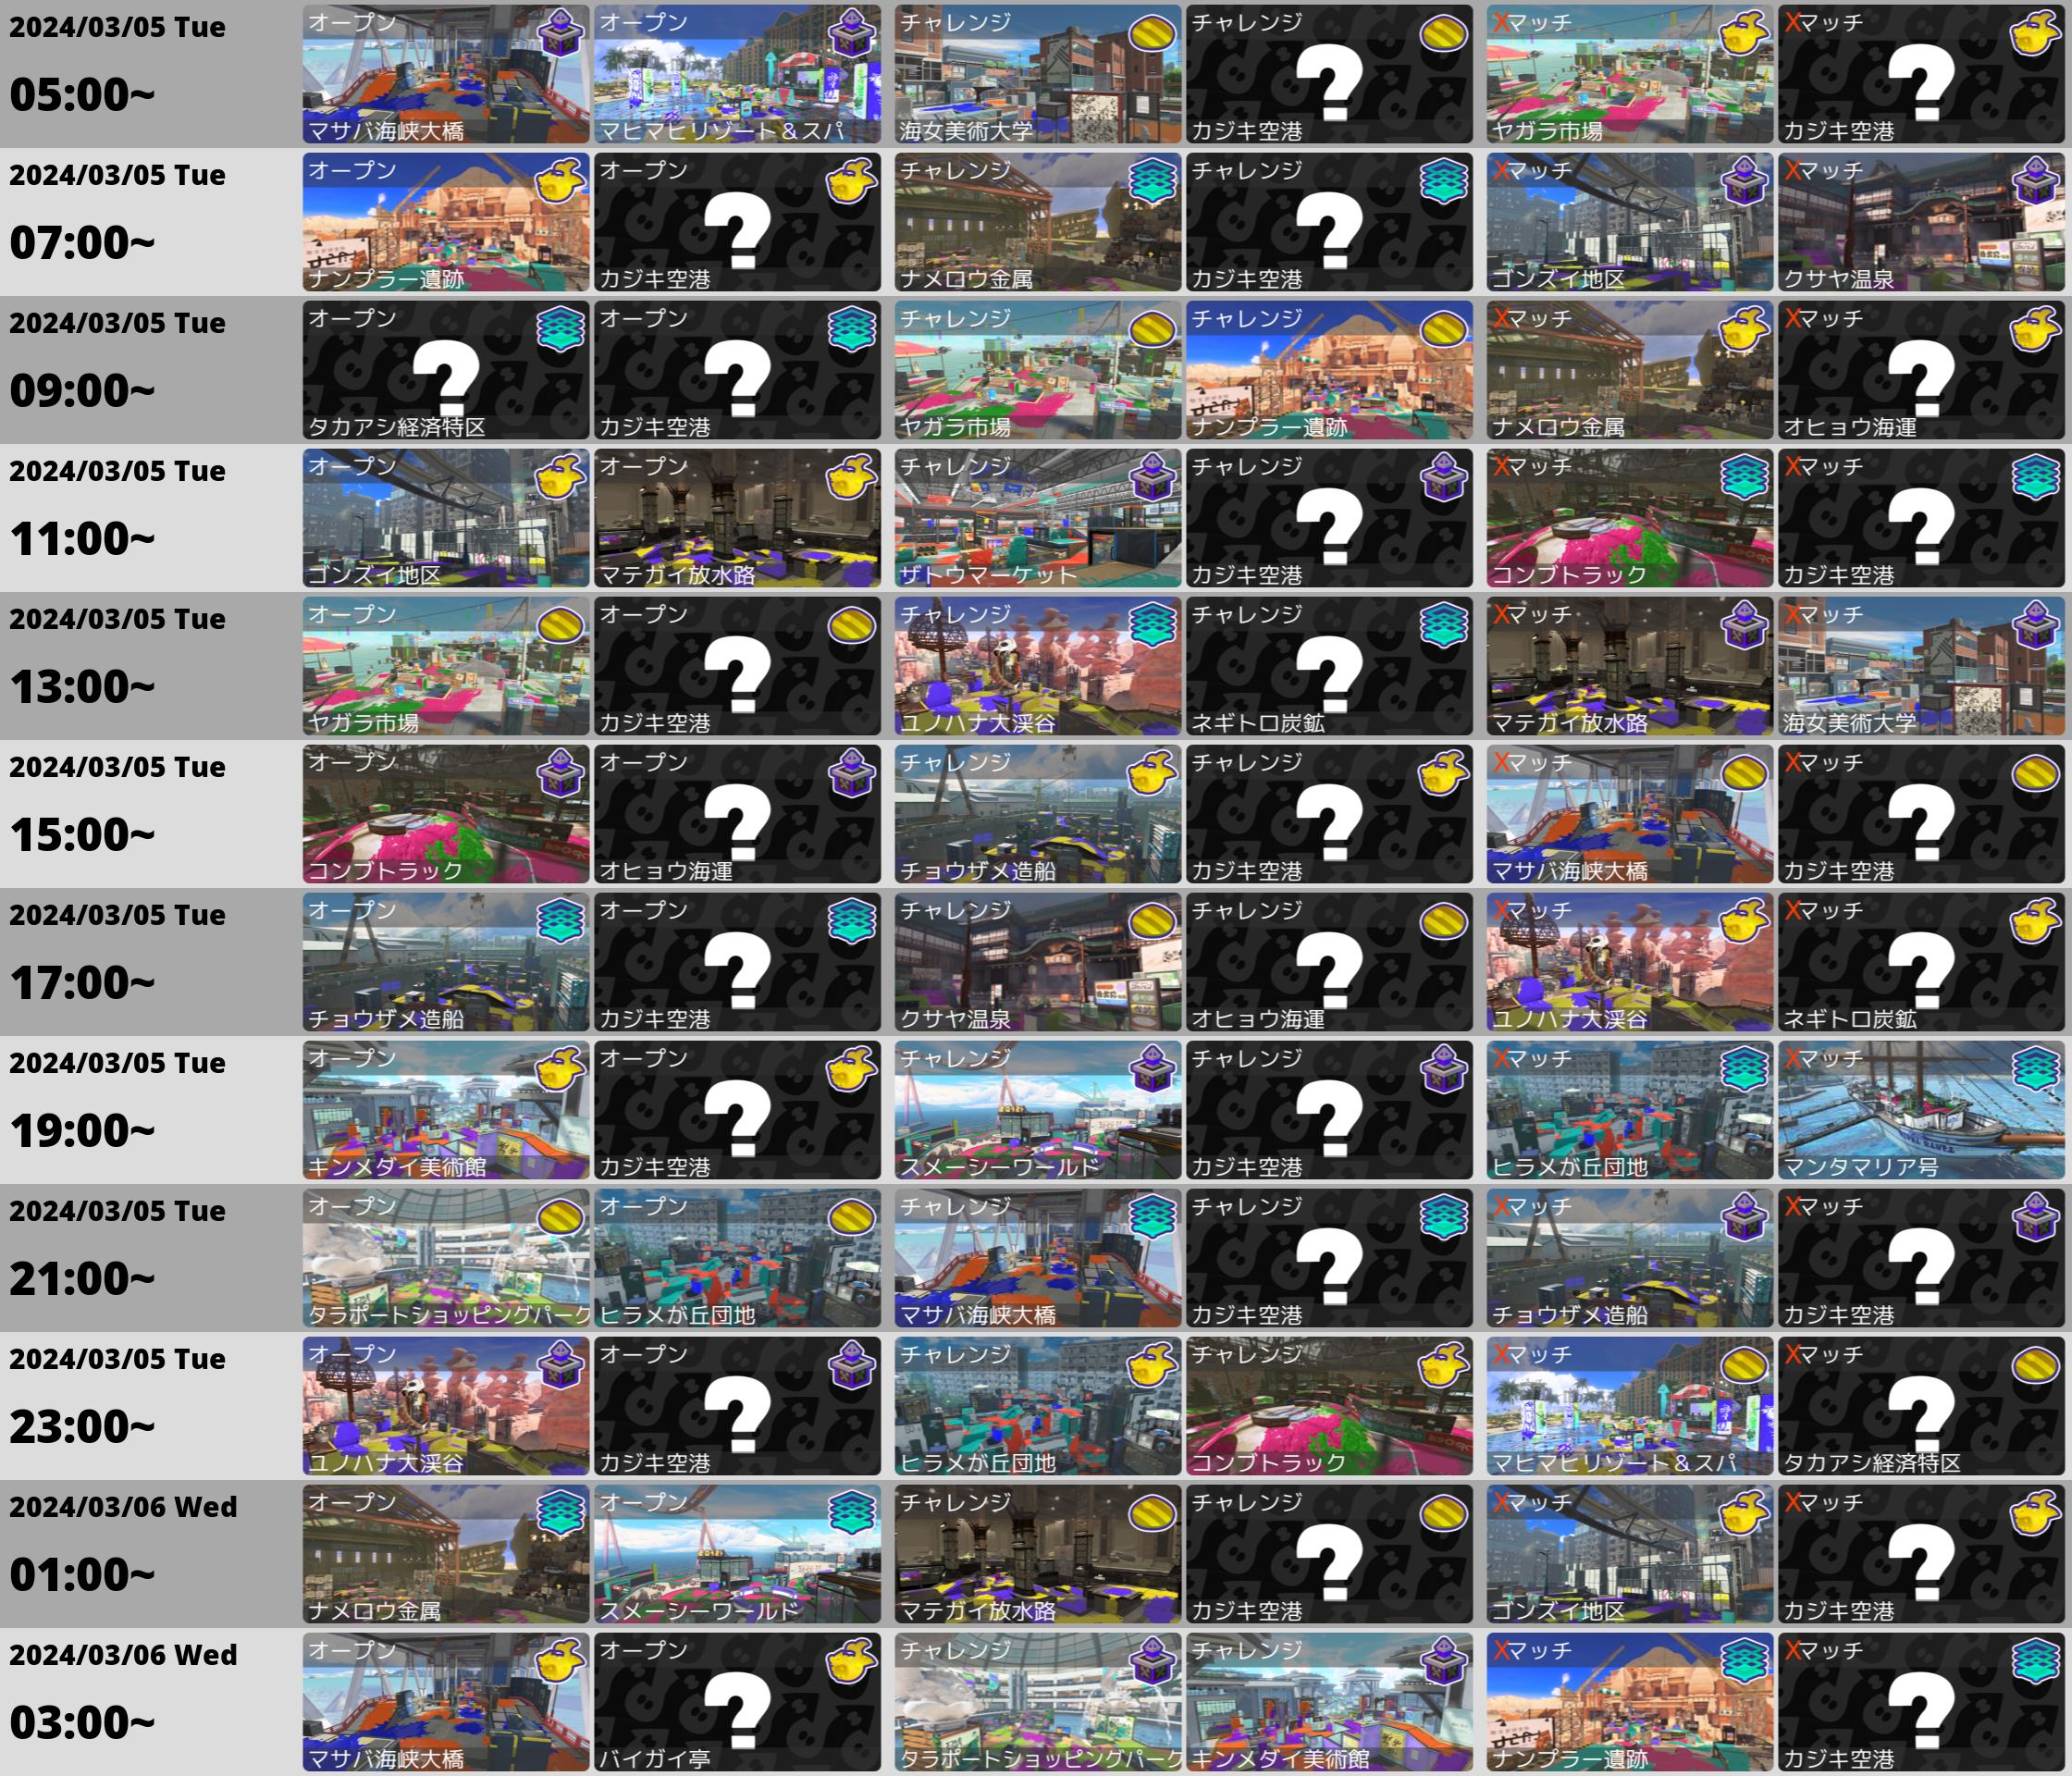 2024/03/05 Tue
05:00~
オープン
マサバ海峡大橋
オープン
マヒマヒリゾート＆スパ
チャレンジ
海女美術大学
チャレンジ
カジキ空港
Xマッチ
ヤガラ市場
Xマッチ
カジキ空港
2024/03/05 Tue
07:00~
オープン
ナンプラー遺跡
オープン
カジキ空港
チャレンジ
ナメロウ金属
チャレンジ
カジキ空港
Xマッチ
ゴンズイ地区
Xマッチ
クサヤ温泉
2024/03/05 Tue
09:00~
オープン
タカアシ経済特区
オープン
カジキ空港
チャレンジ
ヤガラ市場
チャレンジ
ナンプラー遺跡
Xマッチ
ナメロウ金属
Xマッチ
オヒョウ海運
2024/03/05 Tue
11:00~
オープン
ゴンズイ地区
オープン
マテガイ放水路
チャレンジ
ザトウマーケット
チャレンジ
カジキ空港
Xマッチ
コンブトラック
Xマッチ
カジキ空港
2024/03/05 Tue
13:00~
オープン
ヤガラ市場
オープン
カジキ空港
チャレンジ
ユノハナ大渓谷
チャレンジ
ネギトロ炭鉱
Xマッチ
マテガイ放水路
Xマッチ
海女美術大学
2024/03/05 Tue
15:00~
オープン
コンブトラック
オープン
オヒョウ海運
チャレンジ
チョウザメ造船
チャレンジ
カジキ空港
Xマッチ
マサバ海峡大橋
Xマッチ
カジキ空港
2024/03/05 Tue
17:00~
オープン
チョウザメ造船
オープン
カジキ空港
チャレンジ
クサヤ温泉
チャレンジ
オヒョウ海運
Xマッチ
ユノハナ大渓谷
Xマッチ
ネギトロ炭鉱
2024/03/05 Tue
19:00~
オープン
キンメダイ美術館
オープン
カジキ空港
チャレンジ
スメーシーワールド
チャレンジ
カジキ空港
Xマッチ
ヒラメが丘団地
Xマッチ
マンタマリア号
2024/03/05 Tue
21:00~
オープン
タラポートショッピングパーク
オープン
ヒラメが丘団地
チャレンジ
マサバ海峡大橋
チャレンジ
カジキ空港
Xマッチ
チョウザメ造船
Xマッチ
カジキ空港
2024/03/05 Tue
23:00~
オープン
ユノハナ大渓谷
オープン
カジキ空港
チャレンジ
ヒラメが丘団地
チャレンジ
コンブトラック
Xマッチ
マヒマヒリゾート＆スパ
Xマッチ
タカアシ経済特区
2024/03/06 Wed
01:00~
オープン
ナメロウ金属
オープン
スメーシーワールド
チャレンジ
マテガイ放水路
チャレンジ
カジキ空港
Xマッチ
ゴンズイ地区
Xマッチ
カジキ空港
2024/03/06 Wed
03:00~
オープン
マサバ海峡大橋
オープン
バイガイ亭
チャレンジ
タラポートショッピングパーク
チャレンジ
キンメダイ美術館
Xマッチ
ナンプラー遺跡
Xマッチ
カジキ空港